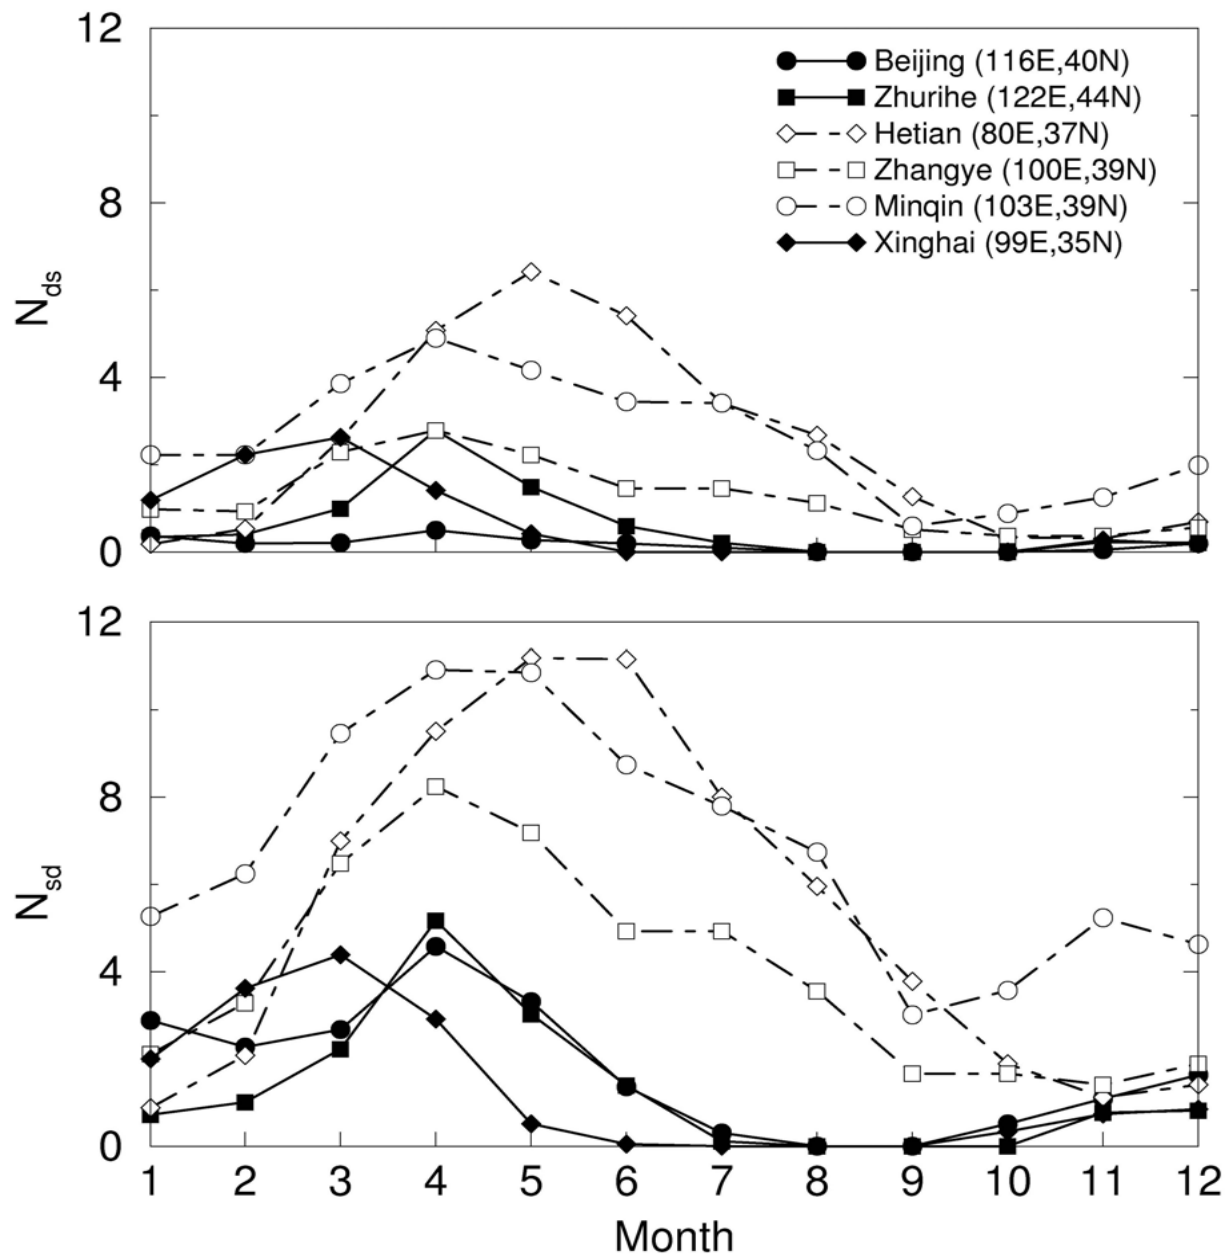 12
8
4
0
N_ds
Beijing (116E,40N)
Zhurihe (122E,44N)
Hetian (80E,37N)
Zhangye (100E,39N)
Minqin (103E,39N)
Xinghai (99E,35N)
12
8
4
0
N_sd
1 2 3 4 5 6 7 8 9 10 11 12
Month